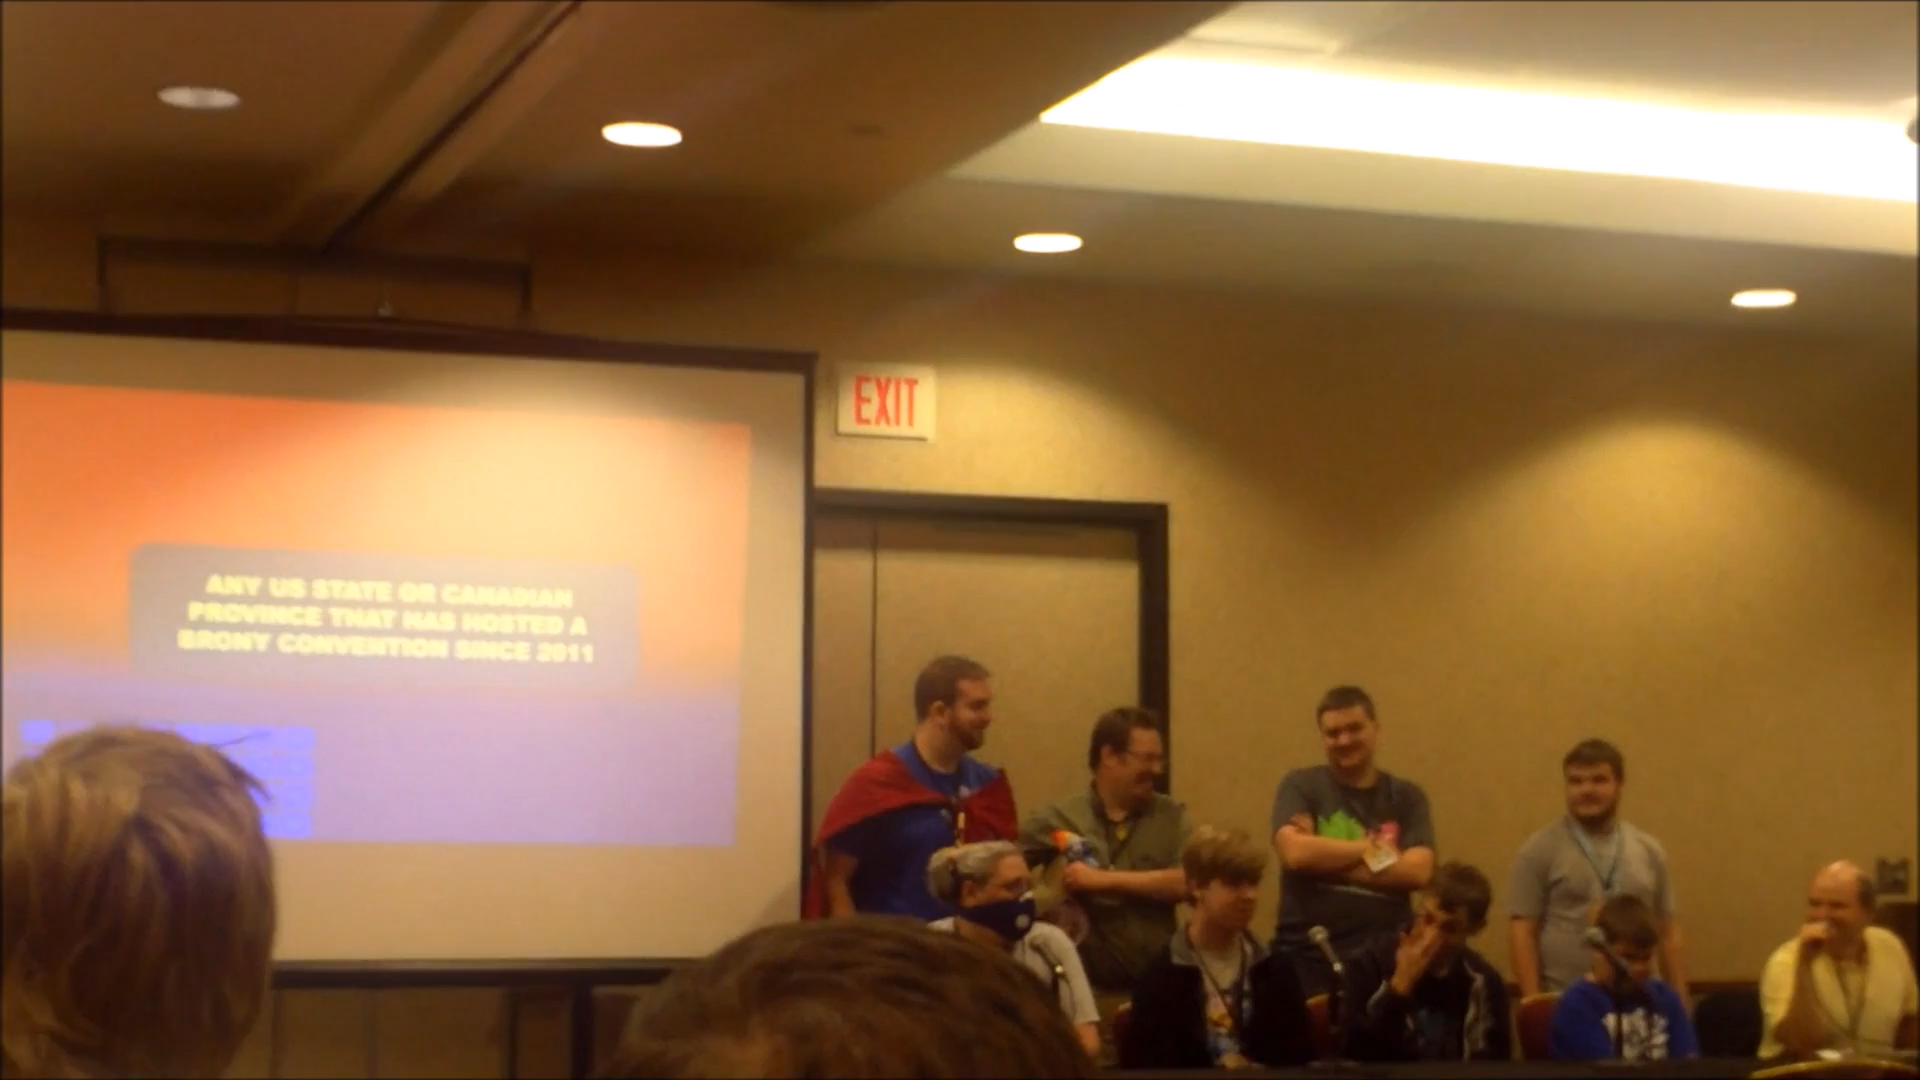 EXIT
ANY US STATE OR CANADIAN
PROVINCE THAT HAS HOSTED A
BRONY CONVENTION SINCE 2011